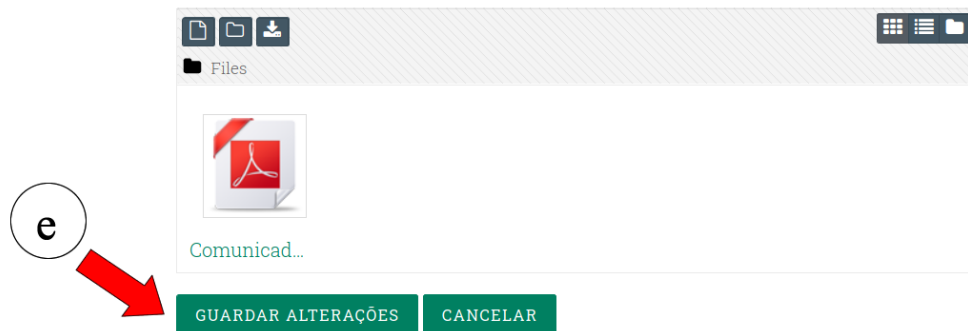 Files
e
Comunicad...
GUARDAR ALTERAÇÕES
CANCELAR